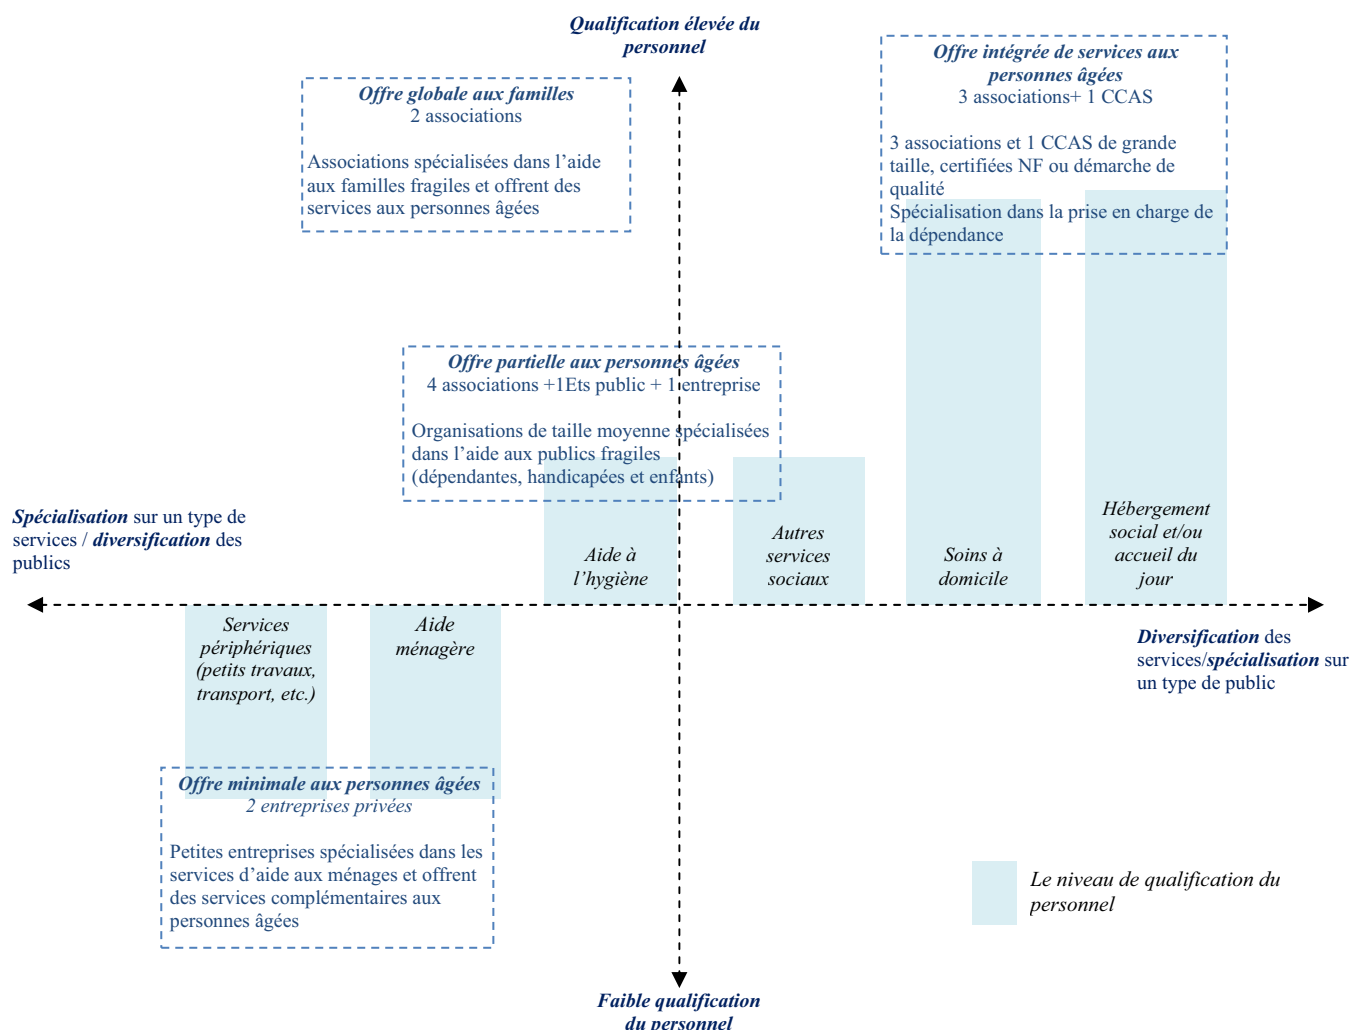 Qualification élevée du
personnel
Offre globale aux familles
2 associations
Associations spécialisées dans l’aide
aux familles fragiles et offrent des
services aux personnes âgées
Offre intégrée de services aux
personnes âgées
3 associations+ 1 CCAS
3 associations et 1 CCAS de grande
taille, certifiées NF ou démarche de
qualité
Spécialisation dans la prise en charge de
la dépendance
Offre partielle aux personnes âgées
4 associations +1Ets public + 1 entreprise
Organisations de taille moyenne spécialisées
dans l’aide aux publics fragiles
(dépendantes, handicapées et enfants)
Spécialisation sur un type de
services / diversification des
publics
Aide à
l’hygiène
Autres
services
sociaux
Soins à
domicile
Hébergement
social et/ou
accueil du
jour
Services
périphériques
(petits travaux,
transport, etc.)
Aide
ménagère
Diversification des
services/spécialisation sur
un type de public
Offre minimale aux personnes âgées
2 entreprises privées
Petites entreprises spécialisées dans les
services d’aide aux ménages et offrent
des services complémentaires aux
personnes âgées
Le niveau de qualification du
personnel
Faible qualification
du personnel